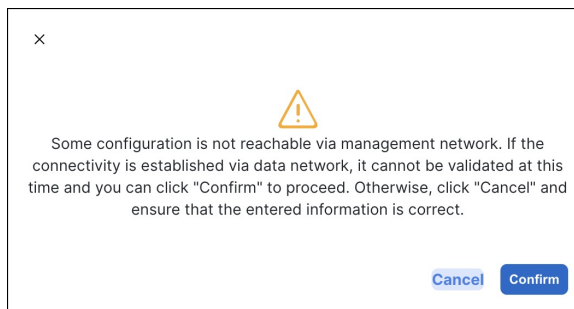 Some configuration is not reachable via management network. If the
connectivity is established via data network, it cannot be validated at this
time and you can click "Confirm" to proceed. Otherwise, click "Cancel" and
ensure that the entered information is correct.
Cancel Confirm